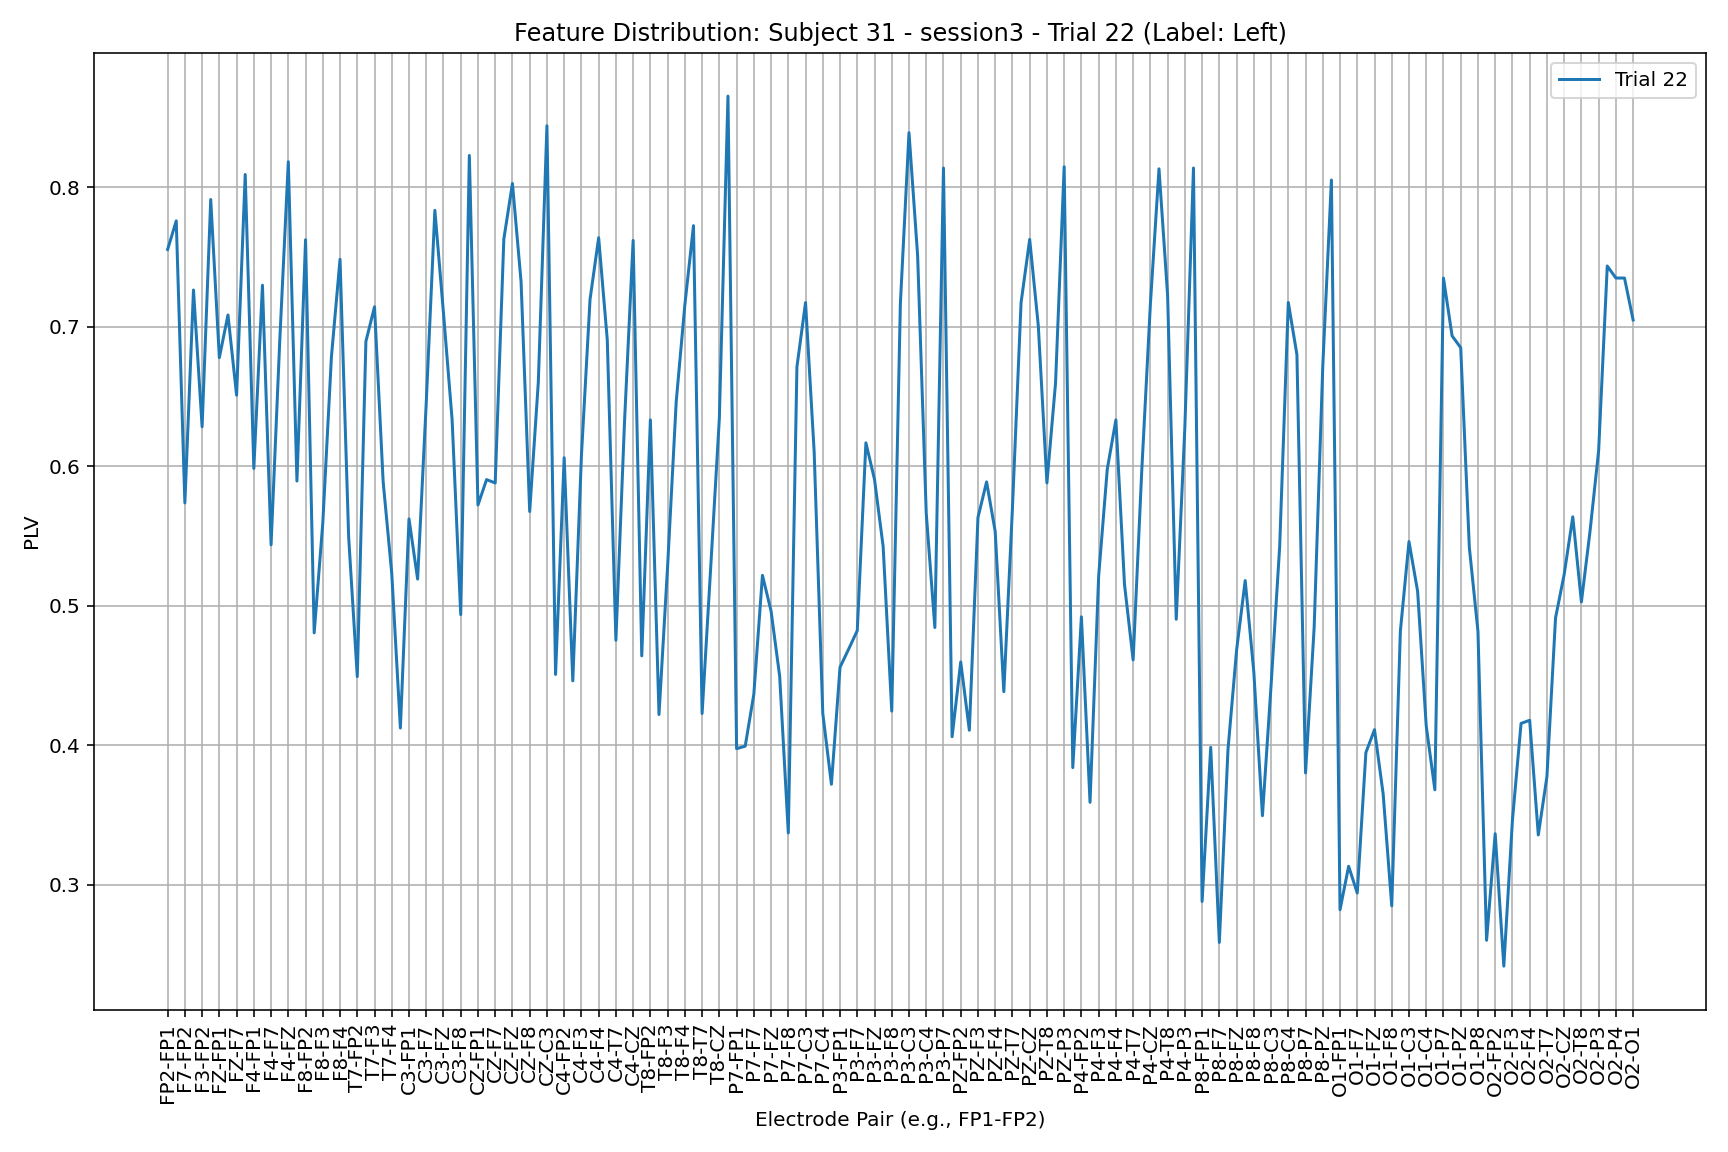 Feature Distribution: Subject 31 - session3 - Trial 22 (Label: Left)
Trial 22
0.8
0.7
0.6
0.5
0.4
0.3
PLV
FP2-FP1
F7-FP2
F3-FP2
FZ-FP1
FZ-F7
F4-FP1
F4-F7
F4-FZ
F8-FP2
F8-F3
F8-F4
T7-FP2
T7-F3
T7-F4
C3-FP1
C3-F7
C3-FZ
C3-F8
CZ-FP1
CZ-F7
CZ-FZ
CZ-F8
CZ-C3
C4-FP2
C4-F3
C4-F4
C4-T7
C4-CZ
T8-FP2
T8-F3
T8-F4
T8-T7
T8-CZ
P7-FP1
P7-F7
P7-FZ
P7-F8
P7-C3
P7-C4
P3-FP1
P3-F7
P3-FZ
P3-F8
P3-C3
P3-C4
P3-P7
PZ-FP2
PZ-F3
PZ-F4
PZ-T7
PZ-CZ
PZ-T8
PZ-P3
P4-FP2
P4-F3
P4-F4
P4-T7
P4-CZ
P4-T8
P4-P3
P8-FP1
P8-F7
P8-FZ
P8-F8
P8-C3
P8-C4
P8-P7
P8-PZ
O1-FP1
O1-F7
O1-FZ
O1-F8
O1-C3
O1-C4
O1-P7
O1-PZ
O1-P8
O2-FP2
O2-F3
O2-F4
O2-T7
O2-CZ
O2-T8
O2-P3
O2-P4
O2-O1
Electrode Pair (e.g., FP1-FP2)